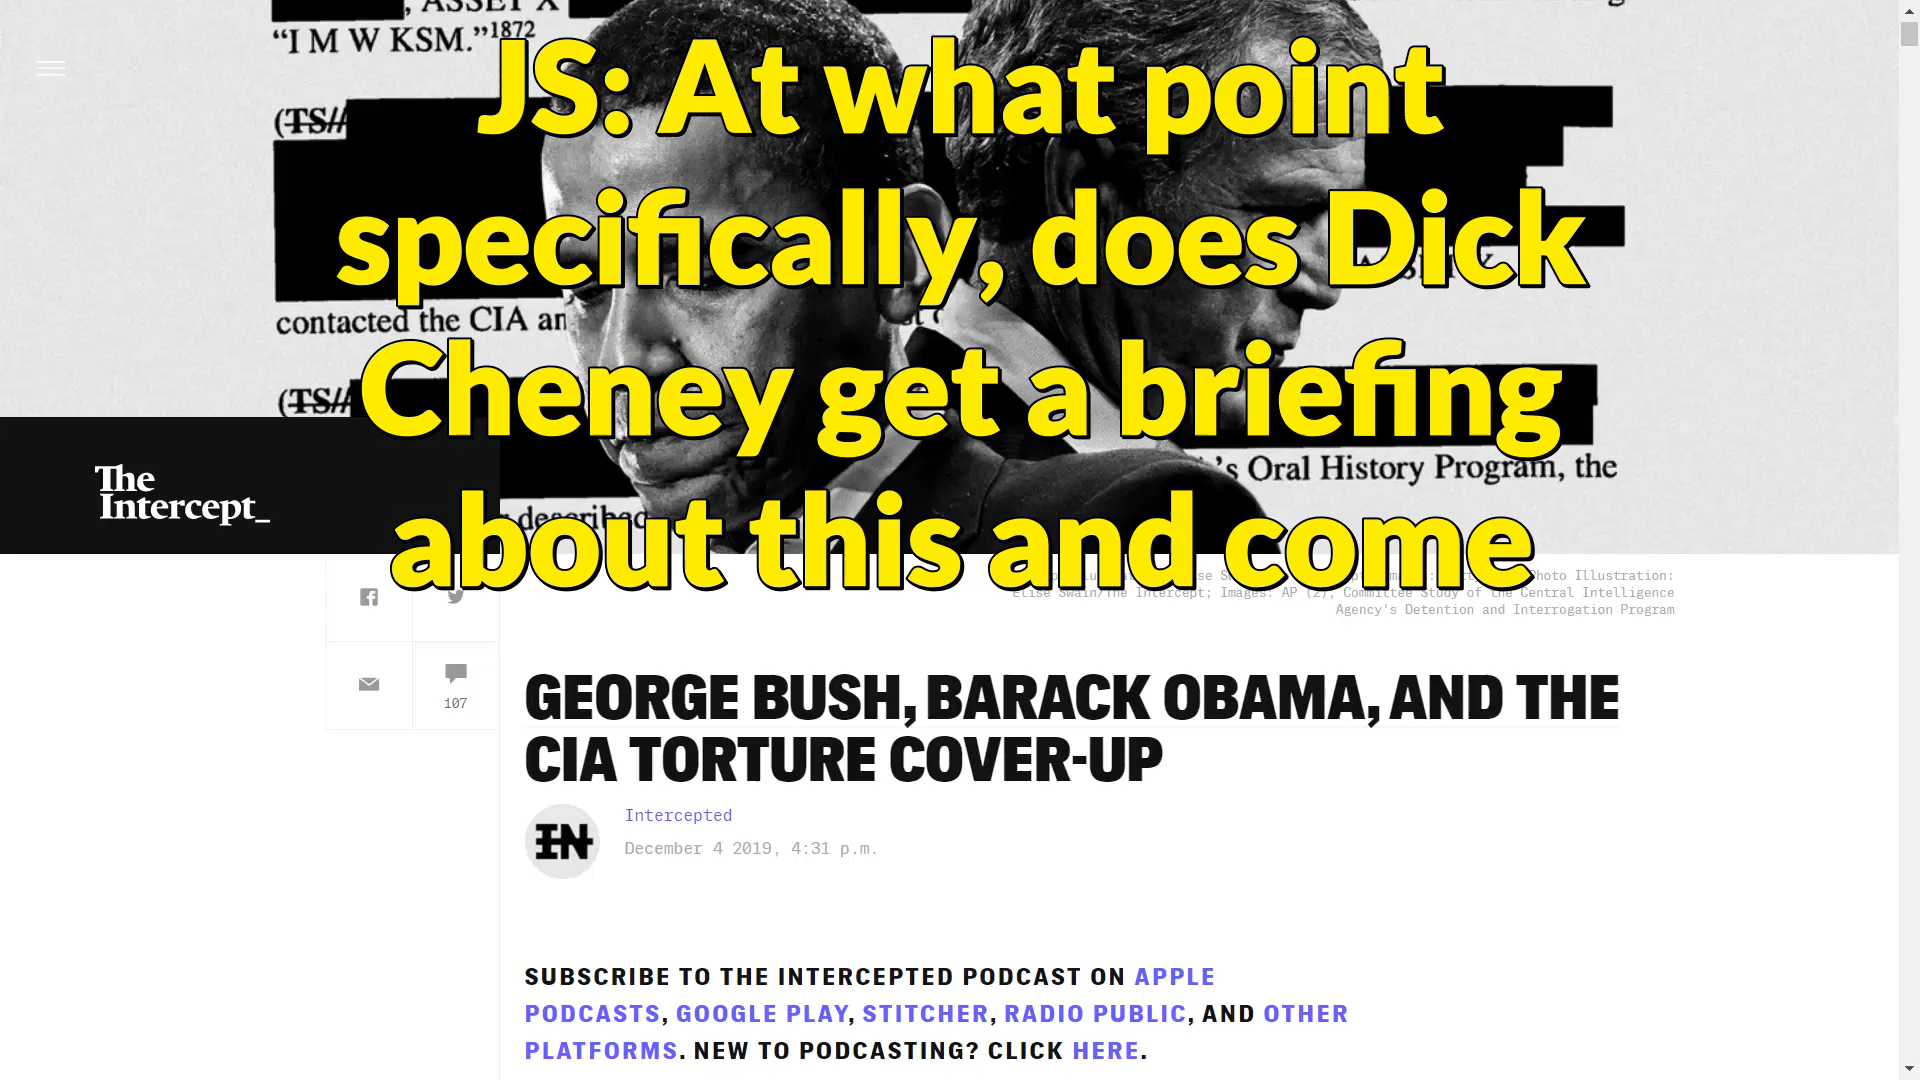 , ASSET X
“I M W KSM.”1872
JS: At what point
(TS//
specifically, does Dick
contacted the CIA an
Cheney get a briefing
(TS//
’s Oral History Program, the
The
Intercept_
described
about this and come
Photo Illustration:
Elise Swain/The Intercept; Images: AP (2), Committee Study of the Central Intelligence
Agency's Detention and Interrogation Program
107
GEORGE BUSH, BARACK OBAMA, AND THE
CIA TORTURE COVER-UP
IN
Intercepted
December 4 2019, 4:31 p.m.
SUBSCRIBE TO THE INTERCEPTED PODCAST ON APPLE
PODCASTS, GOOGLE PLAY, STITCHER, RADIO PUBLIC, AND OTHER
PLATFORMS. NEW TO PODCASTING? CLICK HERE.